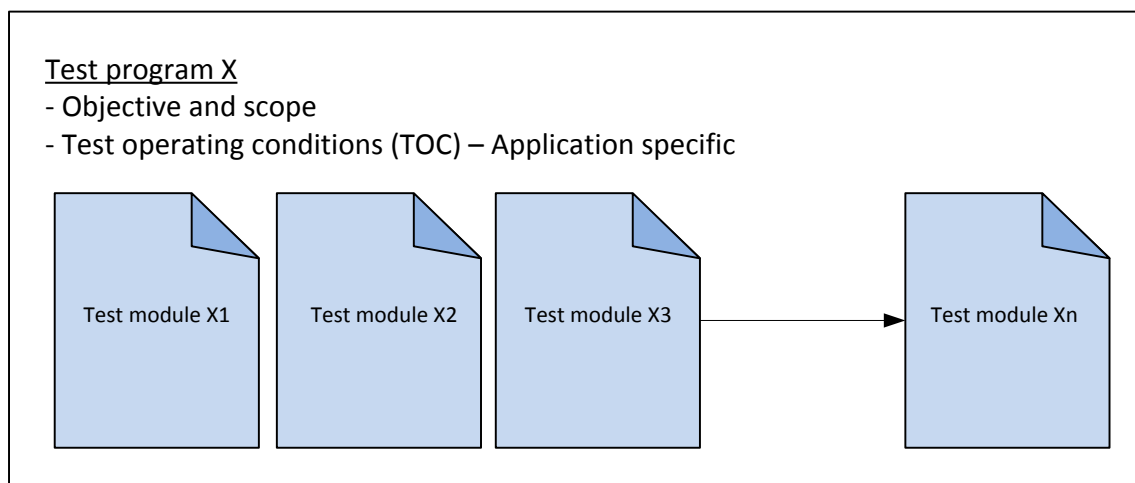 Test program X
- Objective and scope
- Test operating conditions (TOC) – Application specific
Test module X1
Test module X2
Test module X3
Test module Xn